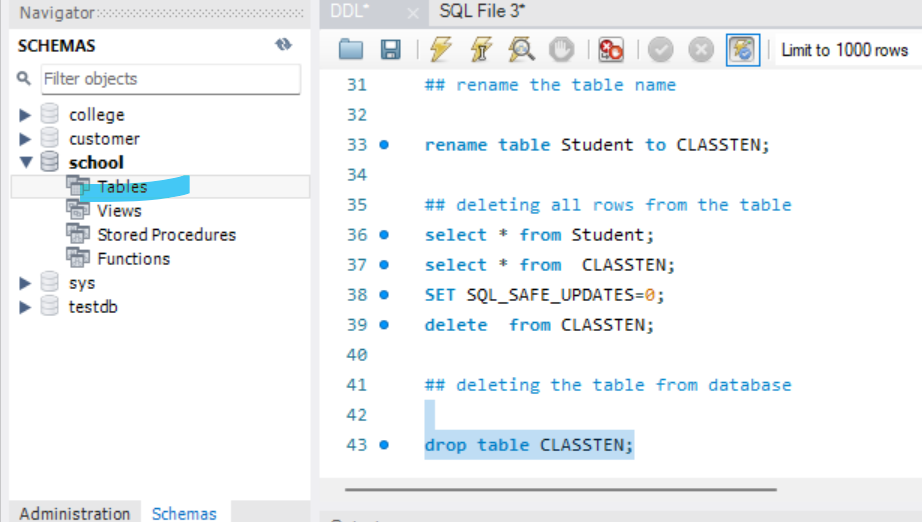 Navigator
DDL*
SQL File 3*
SCHEMAS
Filter objects
college
customer
school
Tables
Views
Stored Procedures
Functions
sys
testdb
Administration Schemas
Limit to 1000 rows
31 ## rename the table name
32
33 rename table Student to CLASSTEN;
34
35 ## deleting all rows from the table
36 select * from Student;
37 select * from  CLASSTEN;
38 SET SQL_SAFE_UPDATES=0;
39 delete  from CLASSTEN;
40
41 ## deleting the table from database
42
43 drop table CLASSTEN;